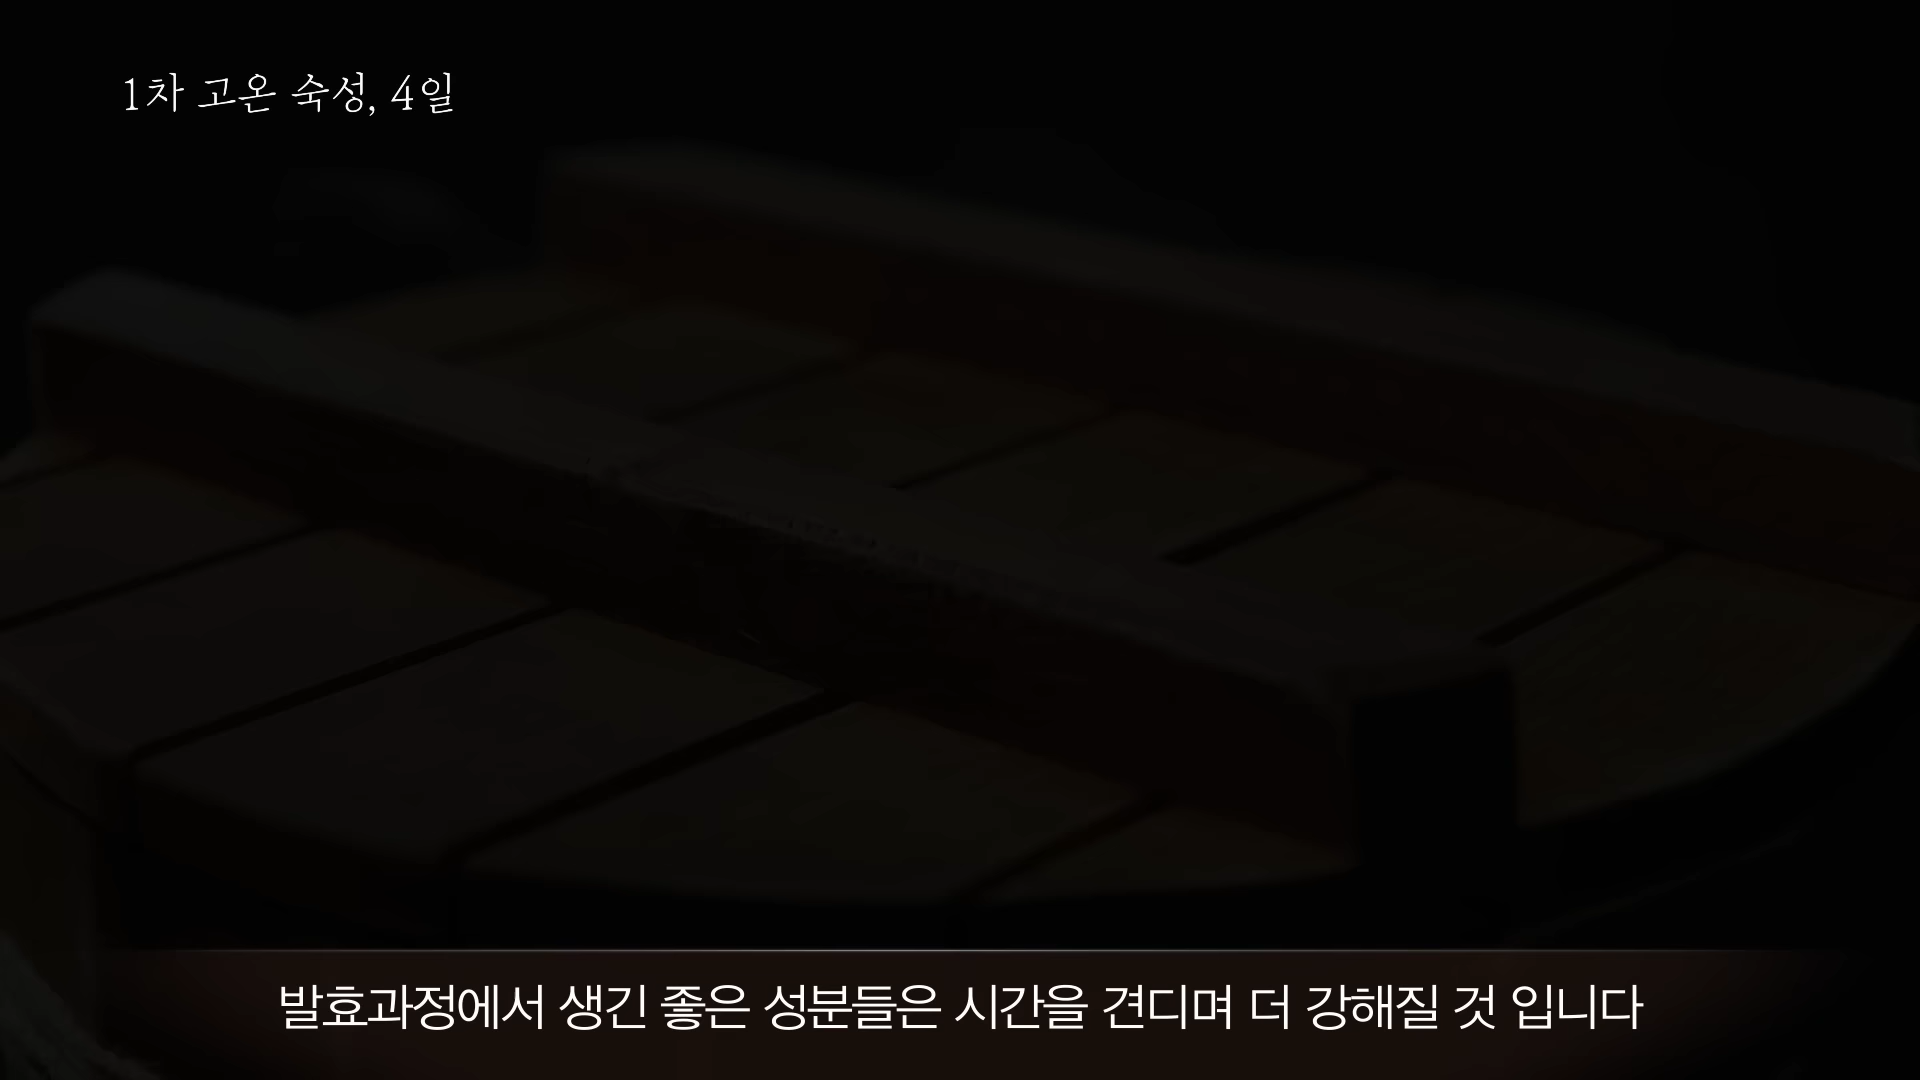 1차 고온 숙성, 4일
발효과정에서 생긴 좋은 성분들은 시간을 견디며 더 강해질 것 입니다